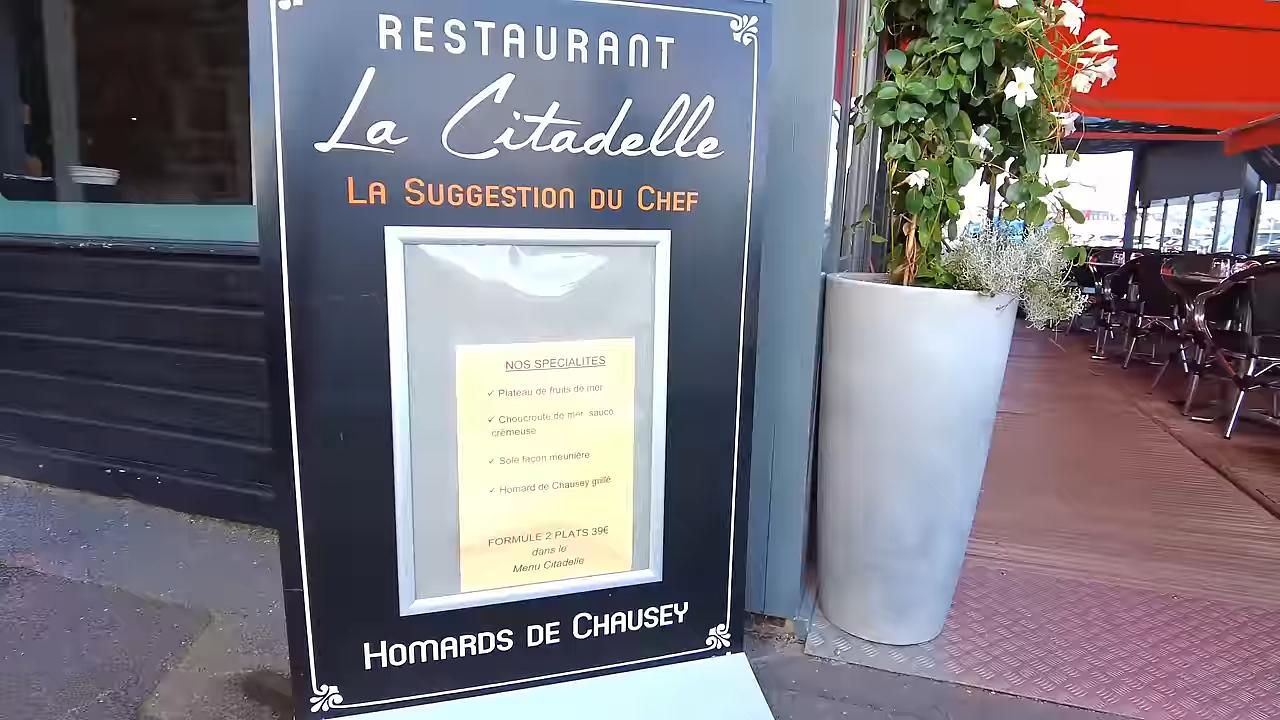 RESTAURANT
La Citadelle
LA SUGGESTION DU CHEF
NOS SPECIALITES
✓ Plateau de fruits de mer
✓ Choucroute de mer sauce
crémeuse
✓ Sole façon meunière
✓ Homard de Chausey grillé
FORMULE 2 PLATS 39€
dans le
Menu Citadelle
HOMARDS DE CHAUSEY